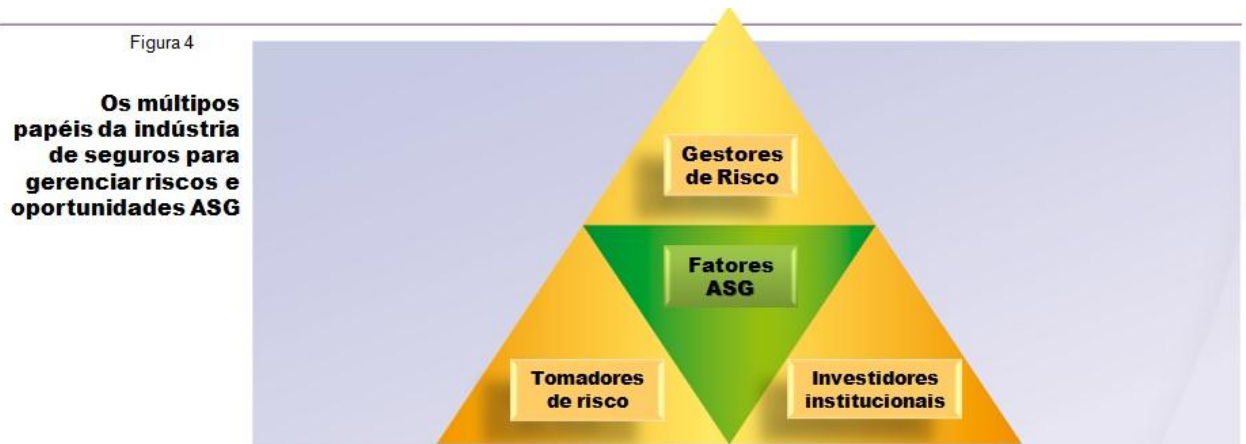 Figura 4
Os múltipos
papéis da indústria
de seguros para
gerenciar riscos e
oportunidades ASG
Gestores
de Risco
Fatores
ASG
Tomadores
de risco
Investidores
institucionais